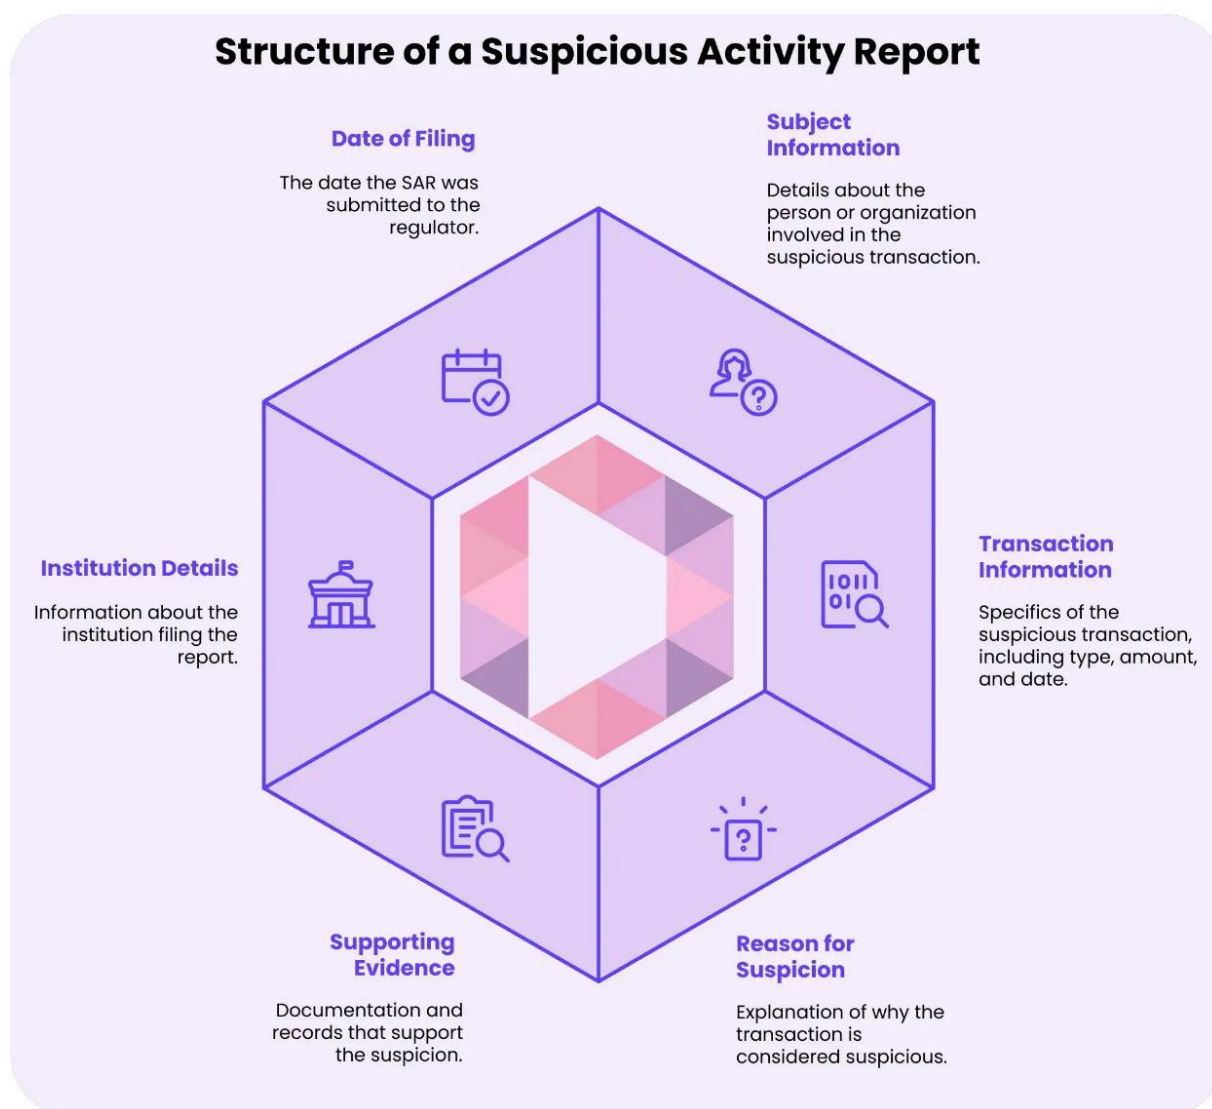 Structure of a Suspicious Activity Report
Date of Filing
The date the SAR was
submitted to the
regulator.
Subject
Information
Details about the
person or organization
involved in the
suspicious transaction.
Institution Details
Information about the
institution filing the
report.
1011
01
Transaction
Information
Specifics of the
suspicious transaction,
including type, amount,
and date.
Supporting
Evidence
Documentation and
records that support
the suspicion.
Reason for
Suspicion
Explanation of why the
transaction is
considered suspicious.